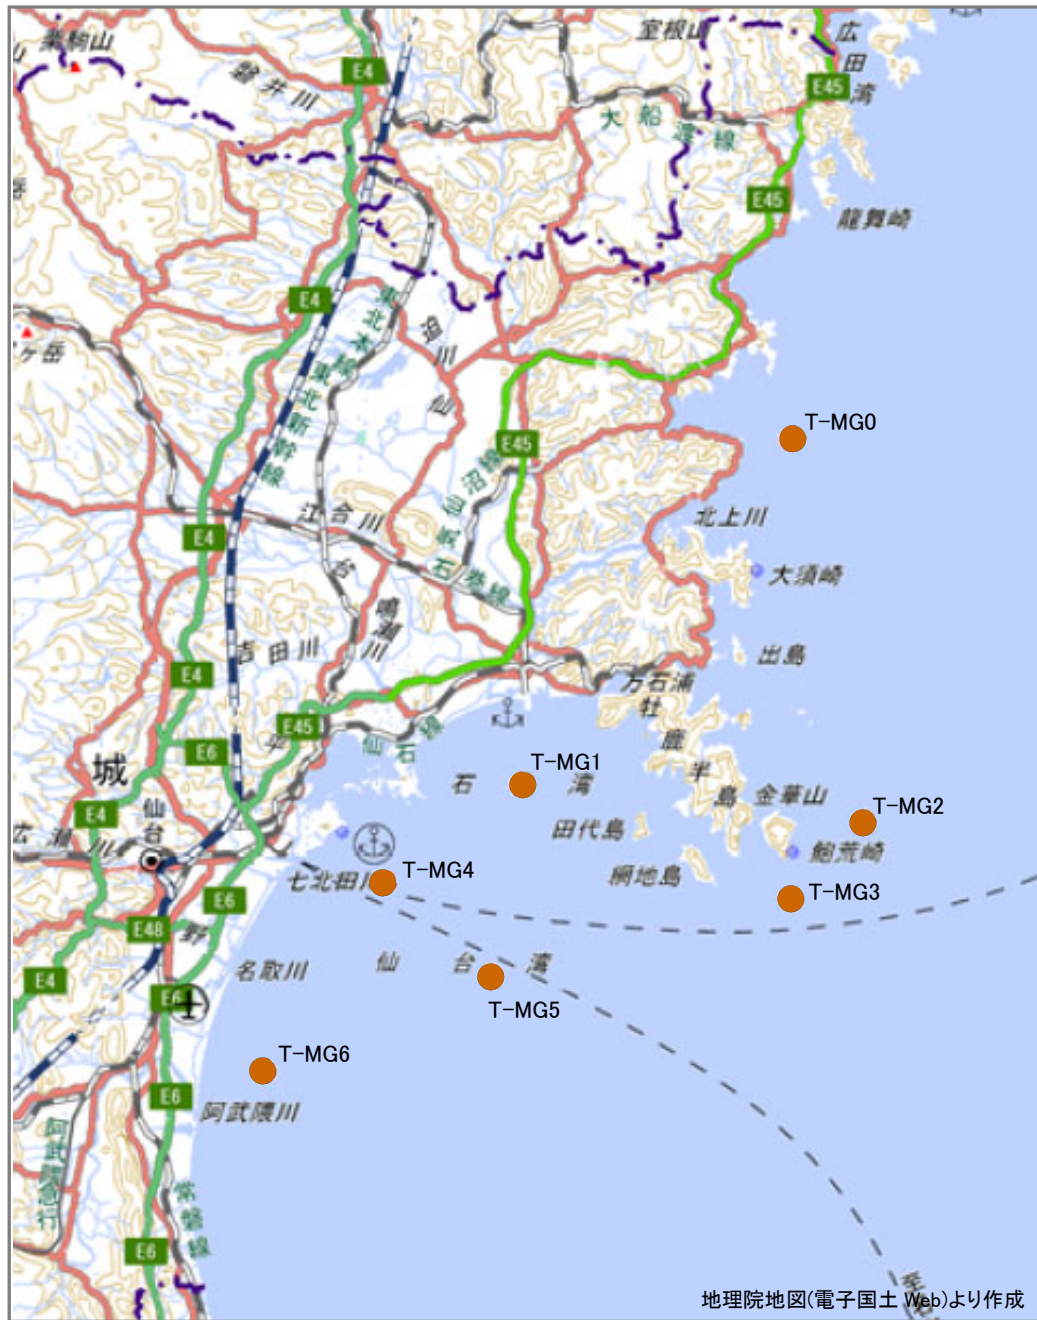 栗駒山
磐井川
E4
室根山
広田湾
E45
大船渡線
E45
龍舞崎
E4
東北本線
東北新幹線
迫川
ヶ岳
T-MG0
E45
気仙沼線
石巻線
江合川
北上川
E4
大須崎
鳴瀬川
吉田川
出島
万石浦
E4
E45
仙石線
牡鹿半島
E6
城
T-MG1
石
湾
金華山
T-MG2
E4
仙台
広瀬川
田代島
鮑荒崎
網地島
T-MG4
七北田川
T-MG3
E6
E48
名取川
仙台湾
E4
E6
T-MG5
T-MG6
E6
阿武隈川
阿武隈急行
常磐線
E6
地理院地図(電子国土 Web)より作成